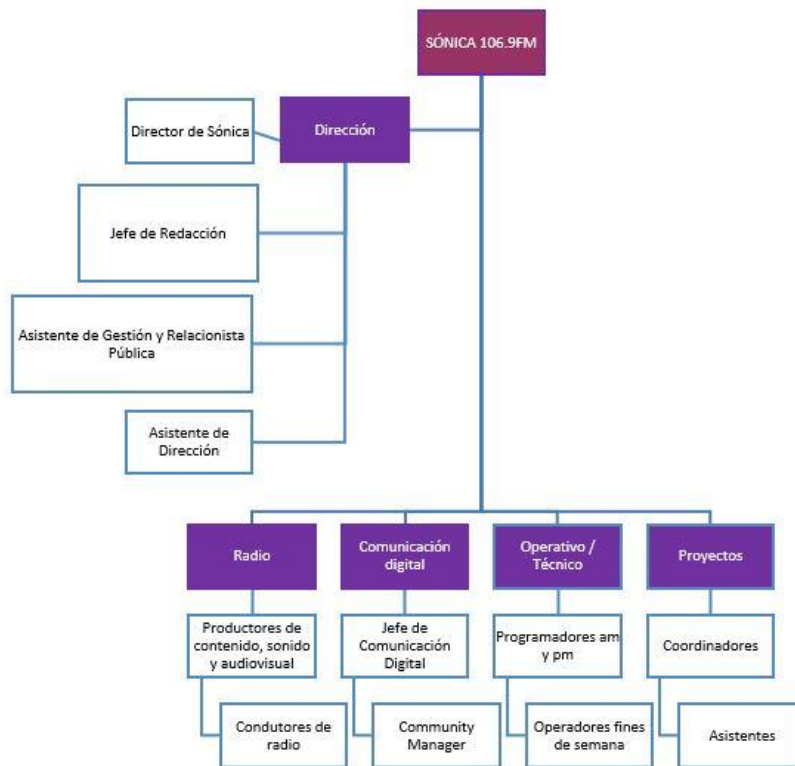 SÓNICA 106.9FM
Director de Sónica
Dirección
Jefe de Redacción
Asistente de Gestión y Relacionista
Pública
Asistente de
Dirección
Radio
Comunicación
digital
Operativo /
Técnico
Proyectos
Productores de
contenido, sonido
y audiovisual
Jefe de
Comunicación
Digital
Programadores am
y pm
Coordinadores
Condutores de
radio
Community
Manager
Operadores fines
de semana
Asistentes